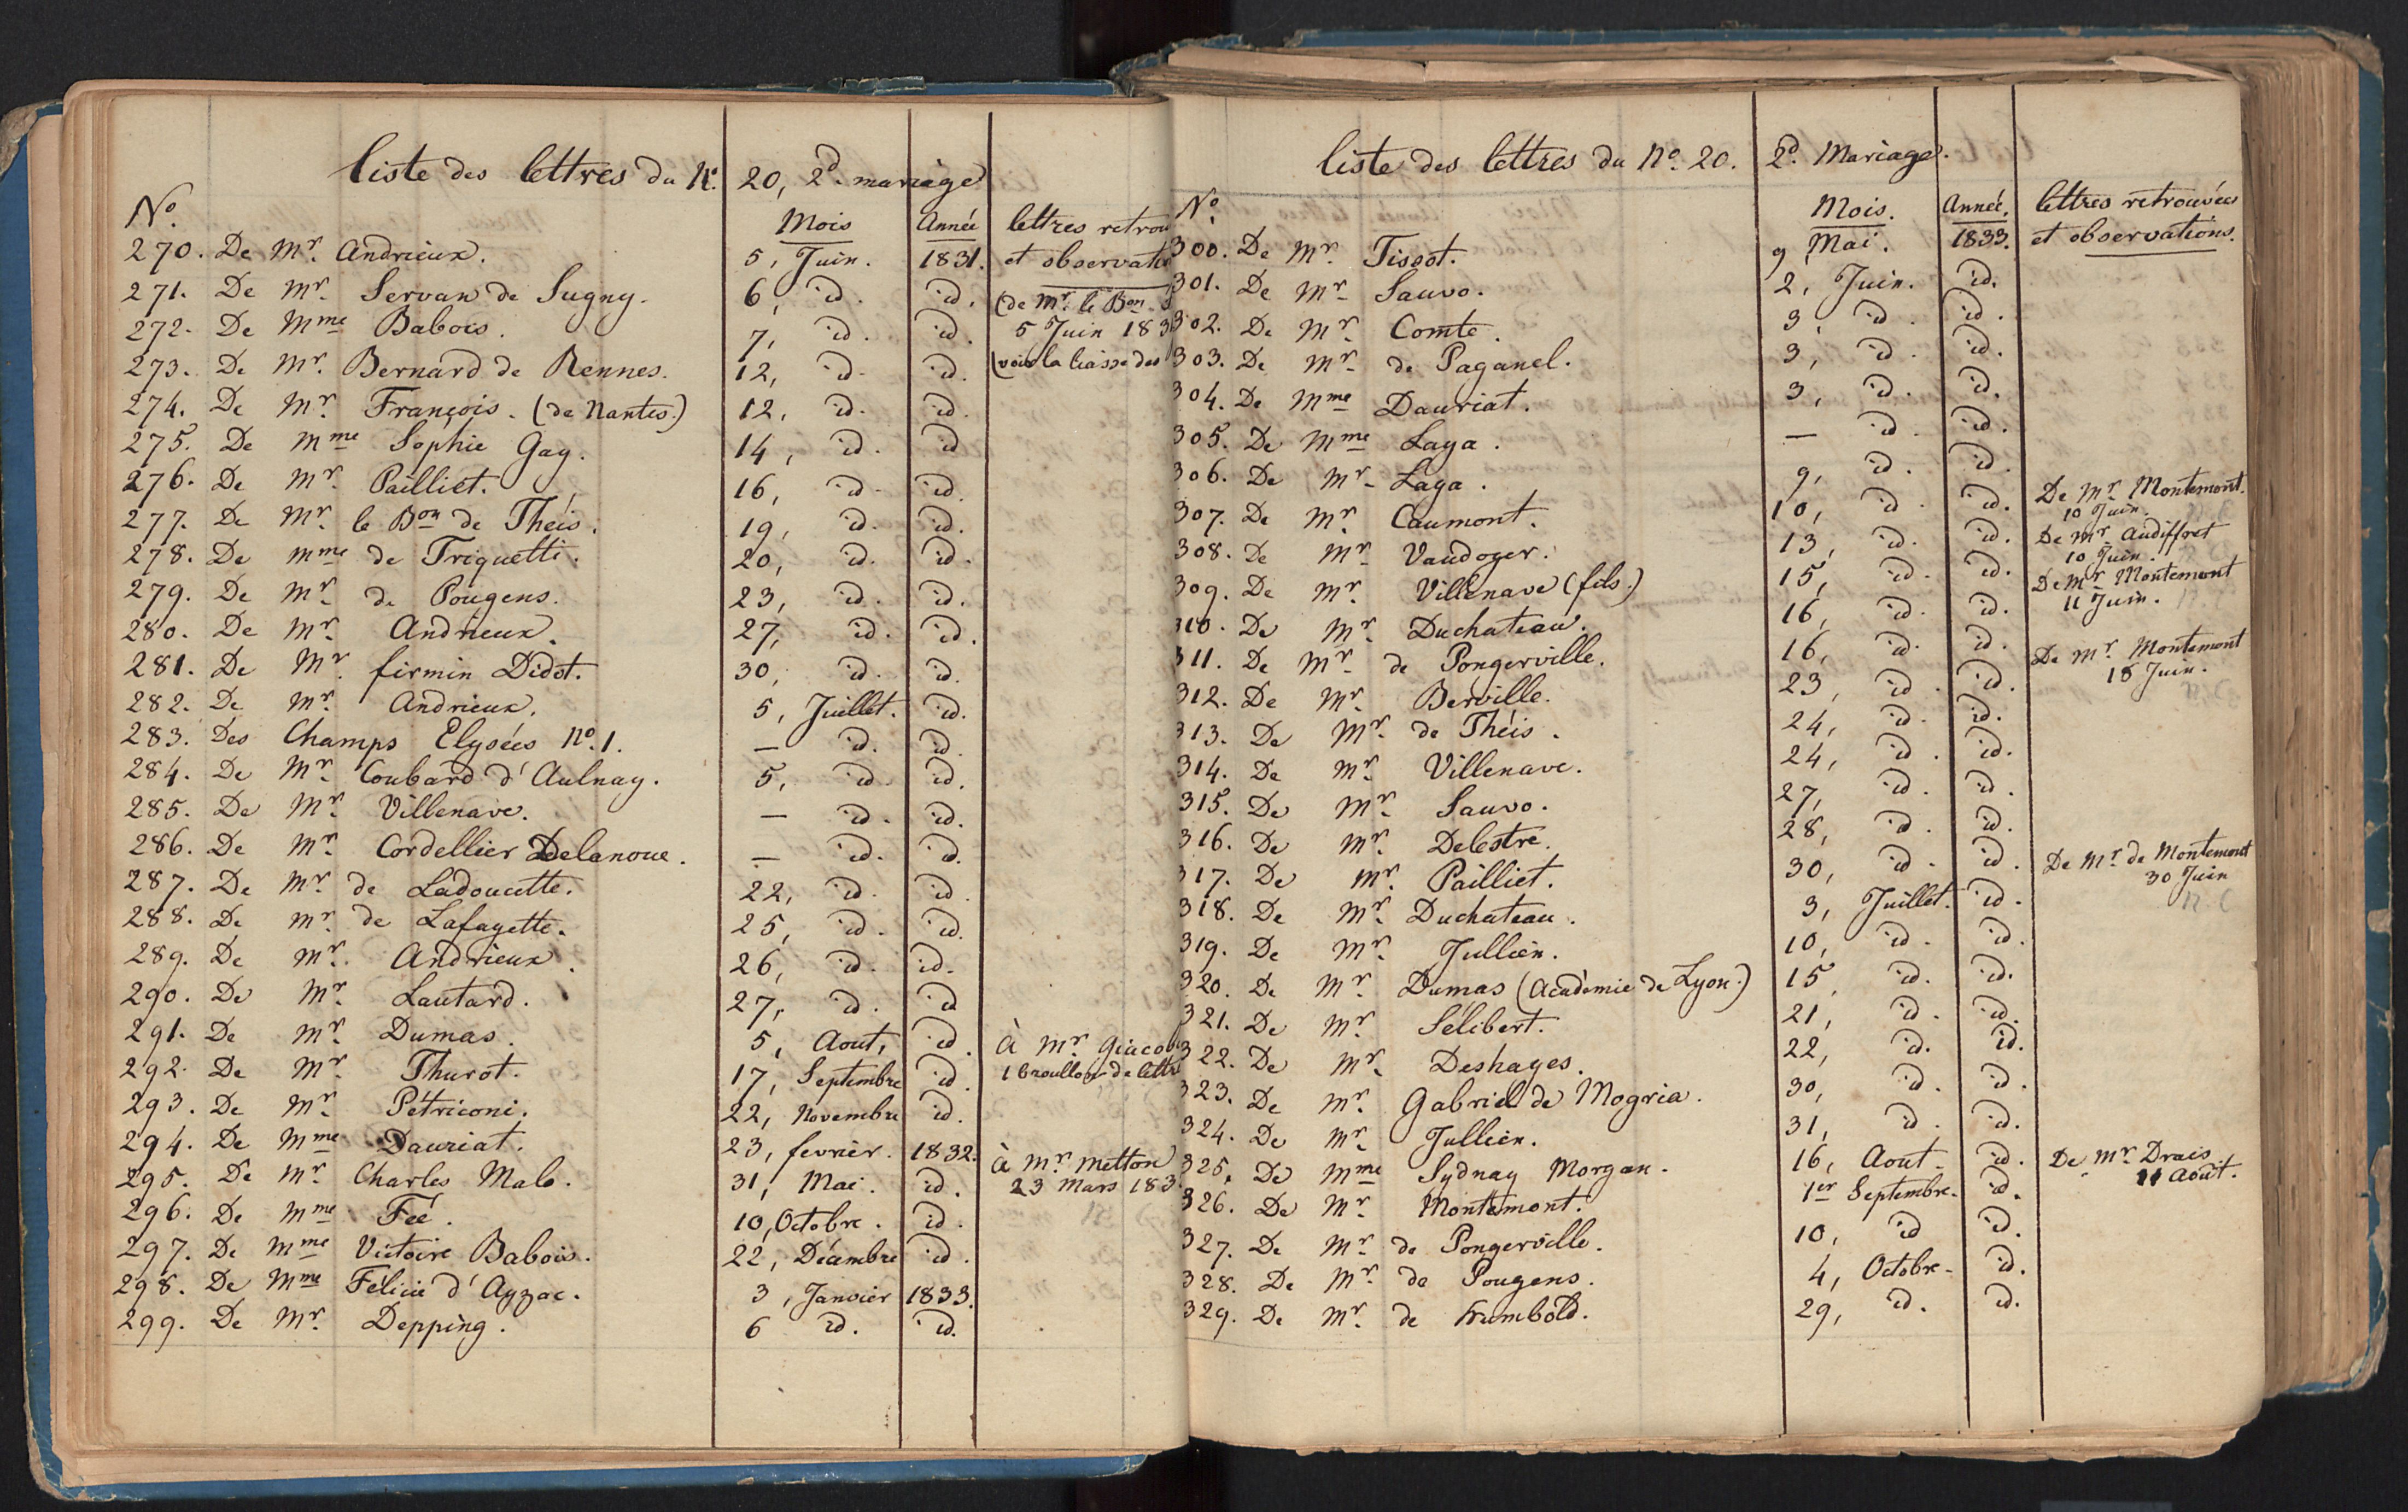 liste des lettres du No. 20, 2d. mariage
No. Mois Année lettres retrou
270. De Mr. Andrieux. 5, Juin. 1831. et observatio
271. De Mr. Servan de Sugny. 6, id. id. (de Mr. le Bon.
272. De Mme Babois. 7, id. id. 5 Juin 183
273. De Mr. Bernard de Rennes. 12, id. id. (voir la liasse des
274. De Mr. François. (de Nantes.) 12, id. id.
275. De Mme Sophie Gay. 14, id. id
276. De Mr. Pailliet. 16, id. id.
277. De Mr. le Bon de Théis. 19, id. id.
278. De Mme de Triquetti. 20, id. id.
279. De Mr. de Pougens. 23, id. id.
280. De Mr. Andrieux. 27, id. id.
281. De Mr. firmin Didot. 30, id. id.
282. De Mr. Andrieux. 5, Juillet. id.
283. Des Champs Elysées No. 1. — id. id.
284. De Mr. Coubard d'Aulnay. 5, id. id.
285. De Mr. Villenave. — id. id.
286. De Mr. Cordellier Delanoue. — id. id.
287. De Mr. de Ladoucette. 22, id. id.
288. De Mr. de Lafayette. 25, id. id.
289. De Mr. Andrieux. 26, id. id.
290. De Mr. Lautard. 27, id. id
291. De Mr. Dumas. 5, Aout, id. à Mr. Giacob
292. De Mr. Thurot. 17, Septembre id. 1 brouillon de lettr
293. De Mr. Pétriconi. 22, Novembre id.
294. De Mme Dauriat. 23, fevrier. 1832. à Mr. Metton
295. De Mr. Charles Malo. 31, Mai. id. 23 Mars 183
296. De Mme Fée. 10, Octobre. id.
297. De Mme Victoire Babois. 22, Décembre id.
298. De Mme Félicie d'Ayzac. 3, Janvier 1833.
299. De Mr. Depping. 6 id. id.
liste des lettres du No. 20. 2d. Mariage.
No. Mois. Année. lettres retrouvées
300. De Mr. Tissot. 9 Mai. 1833. et observations.
301. De Mr. Sauvo. 2, Juin. id.
302. De Mr. Comte. 3, id. id.
303. De Mr. de Paganel. 3, id. id.
304. De Mme Dauriat. 3, id. id.
305. De Mme Laya. — id. id.
306. De Mr. Laya. 9, id. id.
307. De Mr. Caumont. 10, id. id. De Mr. Montemont. 10 Juin.
308. De Mr. Vaudoyer. 13, id. id. De Mr. Audiffret 10 Juin.
309. De Mr. Villenave (fils.) 15, id. id. De Mr. Montemont 11 Juin.
310. De Mr. Duchateau. 16, id. id.
311. De Mr. de Pongerville. 16, id. id. De Mr. Montemont 18 Juin.
312. De Mr. Berville. 23, id. id.
313. De Mr. de Théis. 24, id. id.
314. De Mr. Villenave. 24, id. id.
315. De Mr. Sauvo. 27, id. id.
316. De Mr. Delestre. 28, id. id.
317. De Mr. Pailliet. 30, id. id. De Mr. de Montemont 30 Juin
318. De Mr. Duchateau. 3, Juillet. id.
319. De Mr. Jullien. 10, id. id.
320. De Mr. Dumas (Académie de Lyon.) 15, id. id.
321. De Mr. Sélibert. 21, id. id.
322. De Mr. Deshayes. 22, id. id.
323. De Mr. Gabriel de Mogria. 30, id. id.
324. De Mr. Jullien. 31, id. id.
325. De Mme Sydnay Morgan. 16, Aout. id. De Mr. Drais 11 Août.
326. De Mr. Montémont. 1er Septembre. id.
327. De Mr. de Pongerville. 10, id id.
328. De Mr. de Pougens. 4, Octobre. id.
329. De Mr. de humbold. 29, id. id.